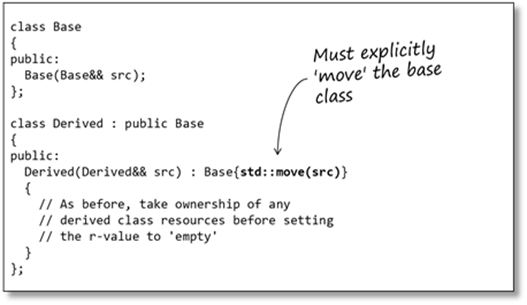 class Base
{
public:
  Base(Base&& src);
};
Must explicitly
'move' the base
class
class Derived : public Base
{
public:
  Derived(Derived&& src) : Base{std::move(src)}
  {
    // As before, take ownership of any
    // derived class resources before setting
    // the r-value to 'empty'
  }
};